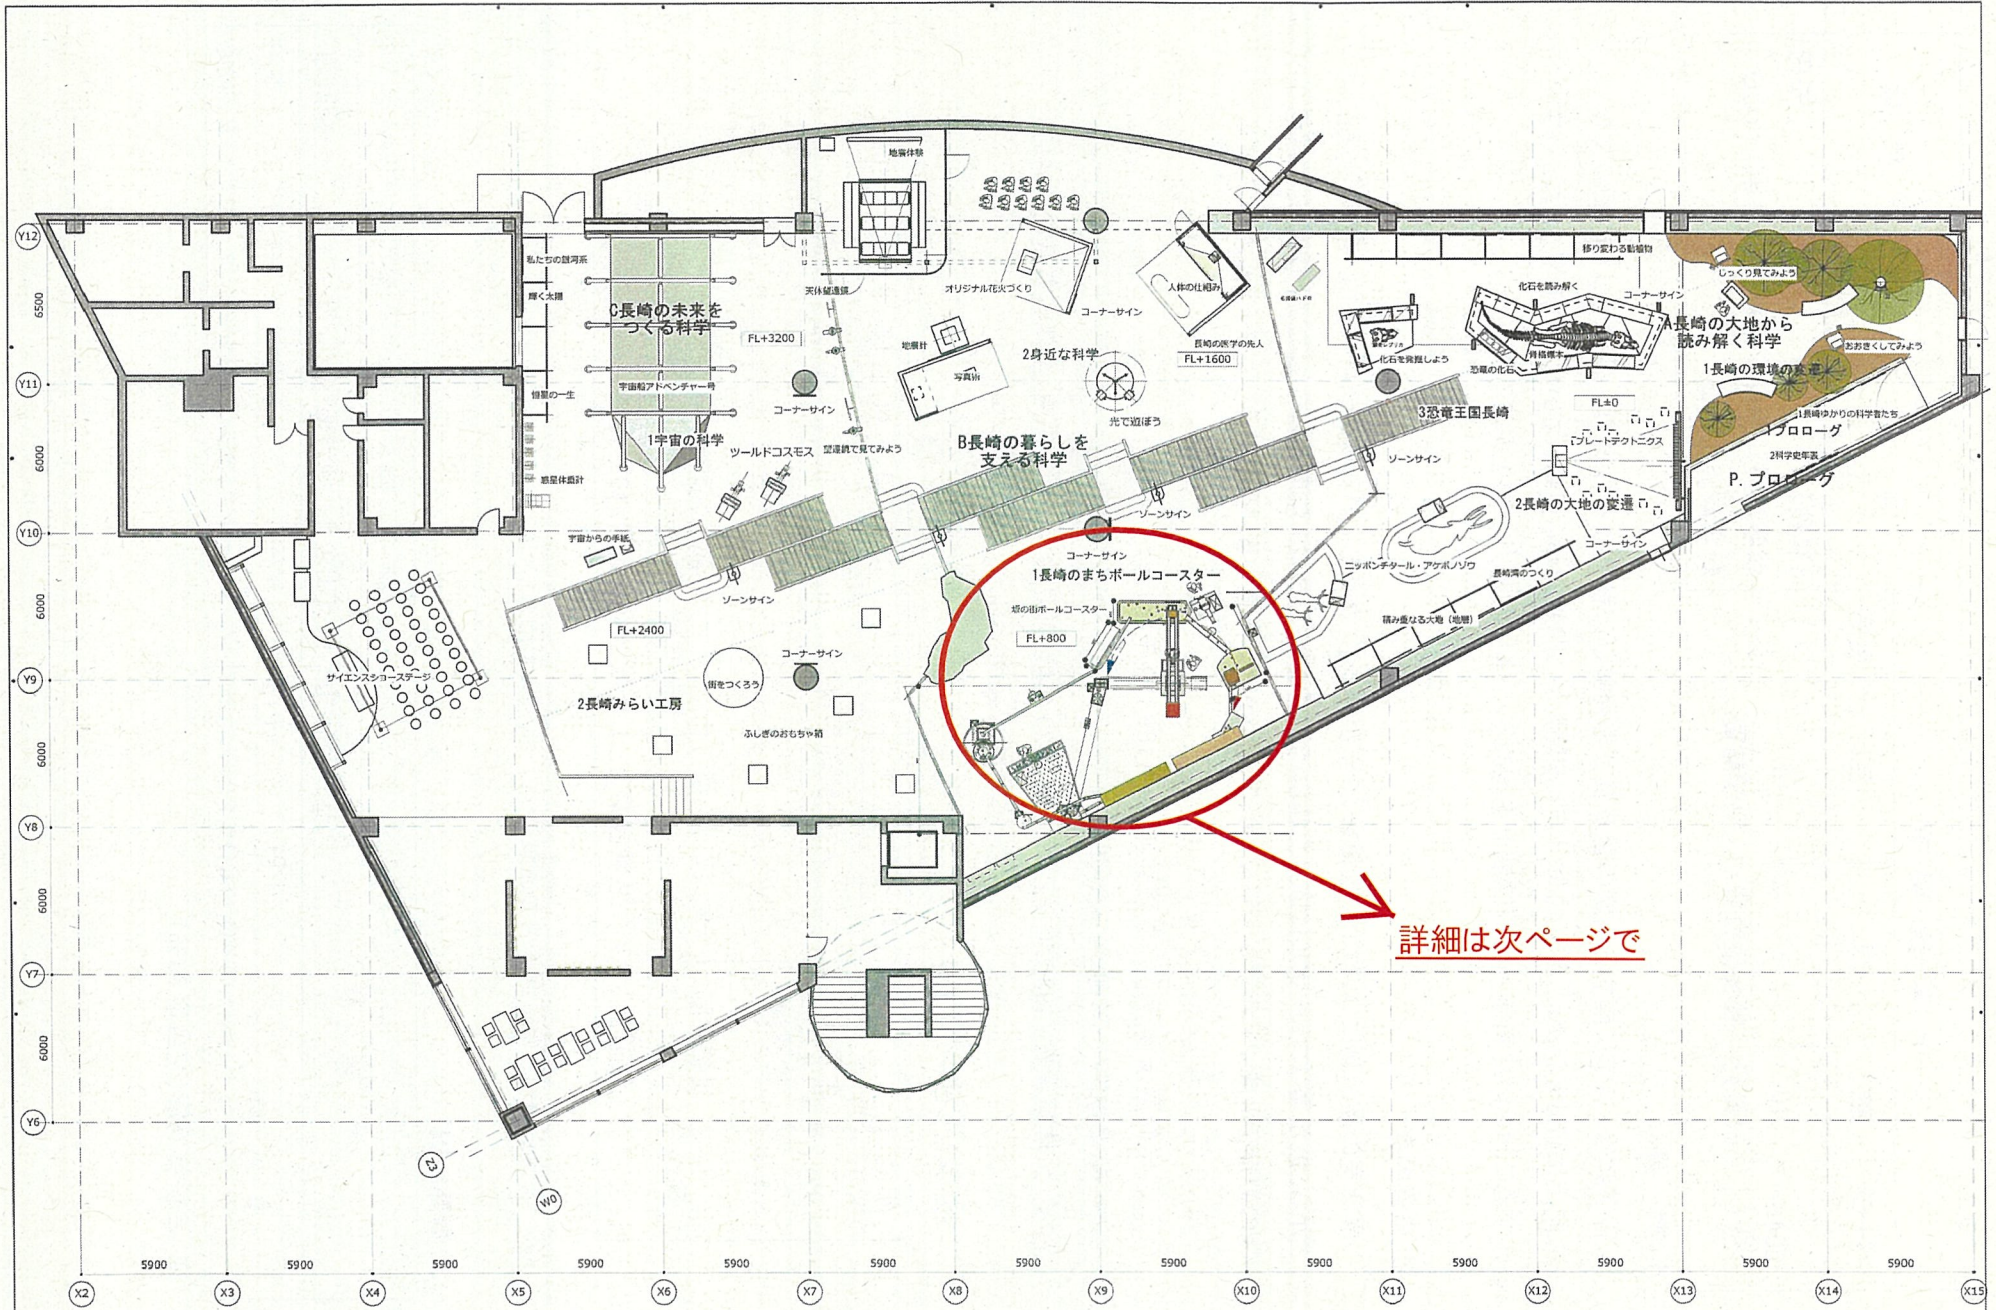 地震体験
Y12
私たちの銀河系
輝く太陽
C長崎の未来を
つくる科学
天体望遠鏡
オリジナル花火づくり
人体の仕組み
コーナーサイン
移り変わる動植物
化石を読み解く
コーナーサイン
じっくり見てみよう
6500
FL+3200
地震計
2身近な科学
長崎の医学の先人
FL+1600
化石を発掘しよう
骨格標本
恐竜の化石
A長崎の大地から
読み解く科学
おおきくしてみよう
1長崎の環境の変遷
Y11
宇宙船アドベンチャー号
恒星の一生
写真術
コーナーサイン
光で遊ぼう
3恐竜王国長崎
FL±0
1長崎ゆかりの科学者たち
1プロローグ
6000
1宇宙の科学
ツールドコスモス
望遠鏡で見てみよう
B長崎の暮らしを
支える科学
ゾーンサイン
プレートテクトニクス
2科学史年表
P. プロローグ
惑星体重計
ゾーンサイン
2長崎の大地の変遷
Y10
宇宙からの手紙
コーナーサイン
コーナーサイン
1長崎のまちボールコースター
ニッポンチタール・アケボノゾウ
長崎湾のつくり
6000
ゾーンサイン
坂の街ボールコースター
積み重なる大地（地層）
FL+2400
FL+800
コーナーサイン
Y9
サイエンスショーステージ
街をつくろう
2長崎みらい工房
ふしぎのおもちゃ箱
6000
Y8
6000
詳細は次ページで
Y7
6000
Y6
Z3
W0
5900 5900 5900 5900 5900 5900 5900 5900 5900 5900 5900 5900 5900
X2 X3 X4 X5 X6 X7 X8 X9 X10 X11 X12 X13 X14 X15